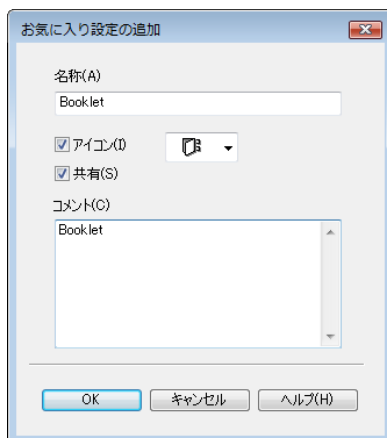 お気に入り設定の追加
名称(A)
Booklet
アイコン(I)
共有(S)
コメント(C)
Booklet
OK キャンセル ヘルプ(H)